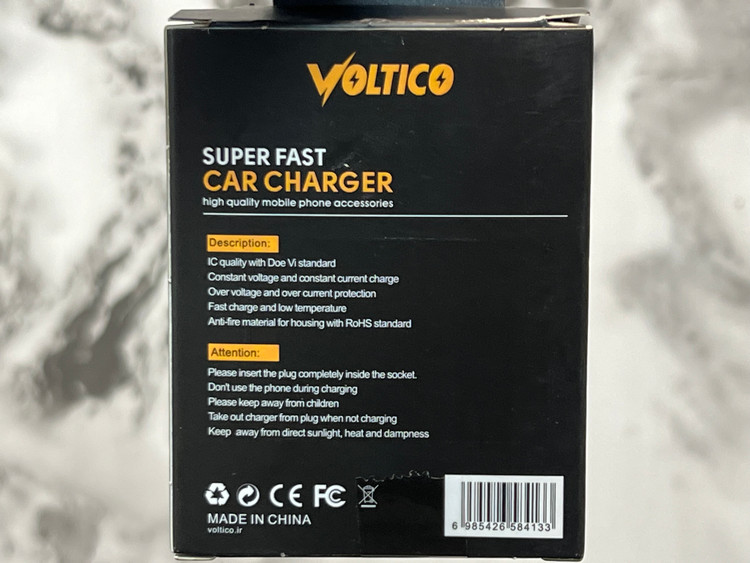 VOLTICO
SUPER FAST
CAR CHARGER
high quality mobile phone accessories
Description:
IC quality with Doe Vi standard
Constant voltage and constant current charge
Over voltage and over current protection
Fast charge and low temperature
Anti-fire material for housing with RoHS standard
Attention:
Please insert the plug completely inside the socket.
Don't use the phone during charging
Please keep away from children
Take out charger from plug when not charging
Keep away from direct sunlight, heat and dampness
CE FC
MADE IN CHINA
voltico.ir
6 985426 584133